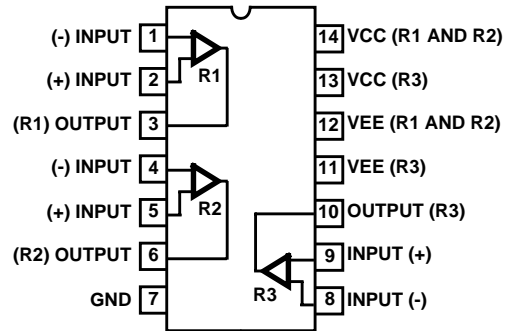 (-) INPUT 1
(+) INPUT 2
(R1) OUTPUT 3
(-) INPUT 4
(+) INPUT 5
(R2) OUTPUT 6
GND 7
R1
R2
R3
14 VCC (R1 AND R2)
13 VCC (R3)
12 VEE (R1 AND R2)
11 VEE (R3)
10 OUTPUT (R3)
9 INPUT (+)
8 INPUT (-)